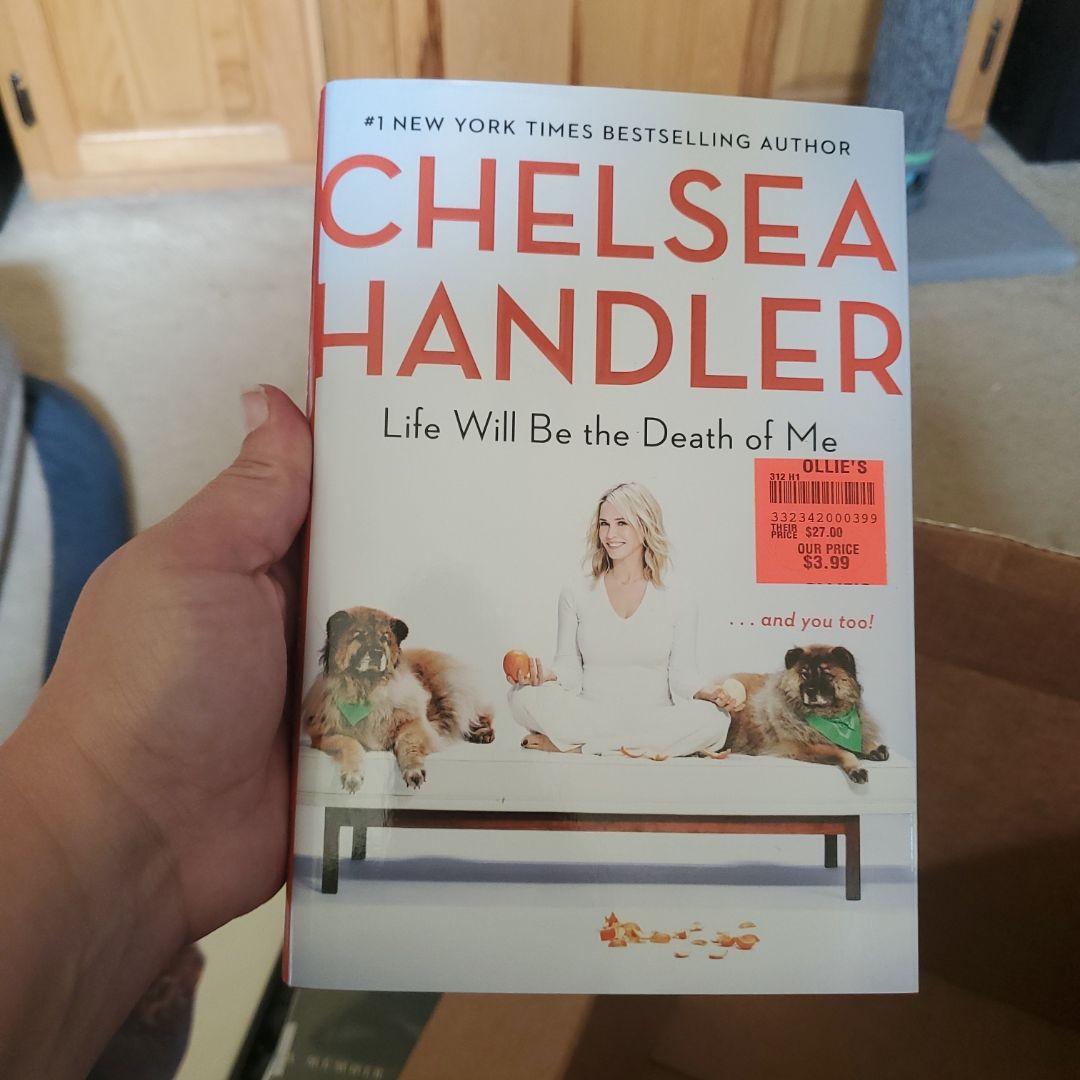 #1 NEW YORK TIMES BESTSELLING AUTHOR
CHELSEA
HANDLER
Life Will Be the Death of Me
OLLIE'S
312 H1
332342000399
THEIR PRICE $27.00
OUR PRICE
$3.99
. . . and you too!